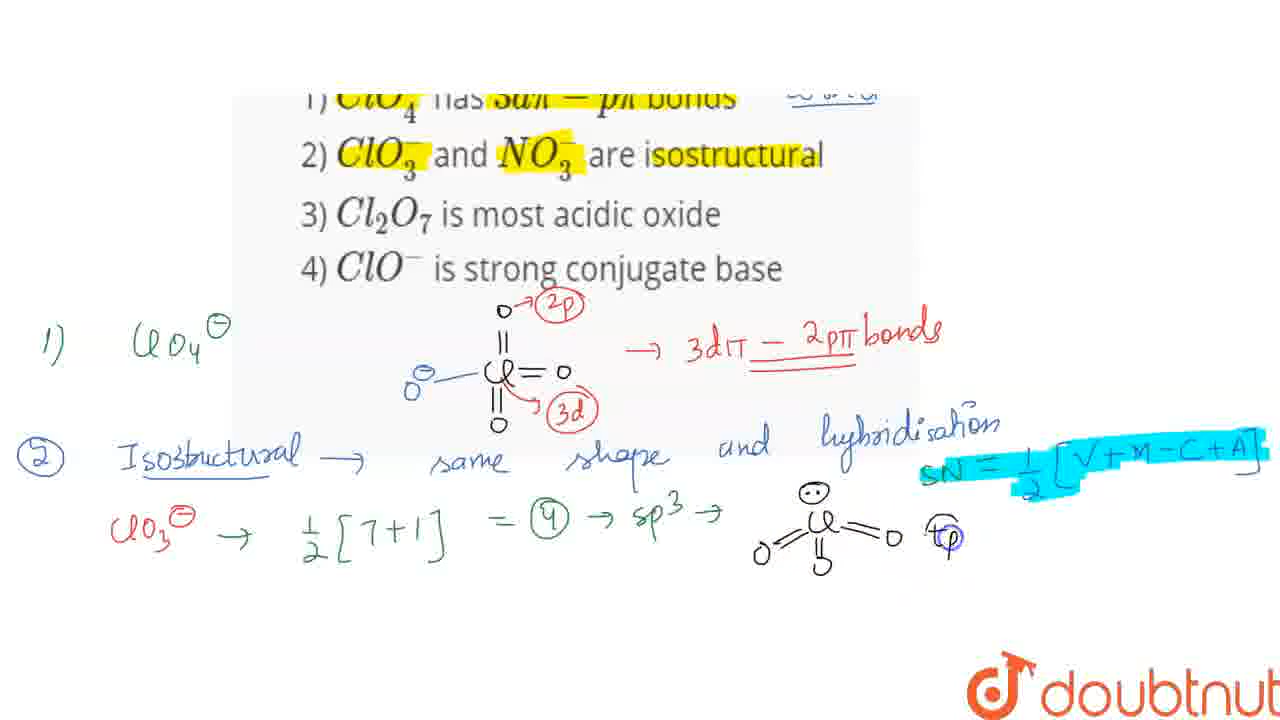 1) ClO₄⁻ has 3dπ – pπ bonds
2) ClO₃⁻ and NO₃⁻ are isostructural
3) Cl₂O₇ is most acidic oxide
4) ClO⁻ is strong conjugate base
1) ClO₄⊖
O → 2p
O⊖ — Cl = O
3d
O
→ 3dπ – 2pπ bonds
② Isostructural → same shape and hybridisation
SN = 1/2 [V + M - C + A]
ClO₃⊖ → 1/2 [7+1] = ④ → sp³ →
Cl
O O O
tp
doubtnut